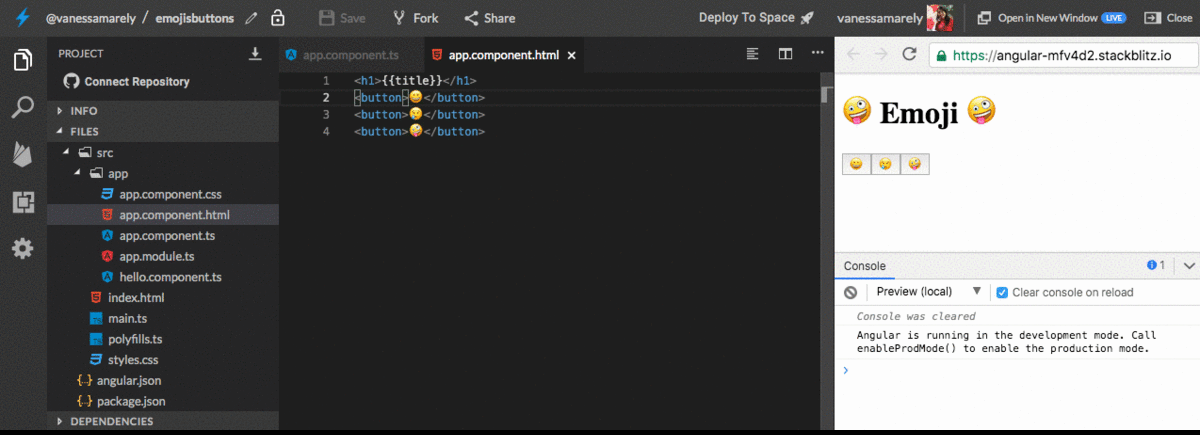 @vanessamarely / emojisbuttons
Save
Fork
Share
Deploy To Space
vanessamarely
Open in New Window LIVE
Close
PROJECT
Connect Repository
INFO
FILES
src
app
app.component.css
app.component.html
app.component.ts
app.module.ts
hello.component.ts
index.html
main.ts
polyfills.ts
styles.css
{..} angular.json
{..} package.json
DEPENDENCIES
app.component.ts
app.component.html
1 <h1>{{title}}</h1>
2 <button>😀</button>
3 <button>😢</button>
4 <button>🤪</button>
https://angular-mfv4d2.stackblitz.io
🤪 Emoji 🤪
😀 😢 🤪
Console
1
Preview (local)
Clear console on reload
Console was cleared
Angular is running in the development mode. Call
enableProdMode() to enable the production mode.